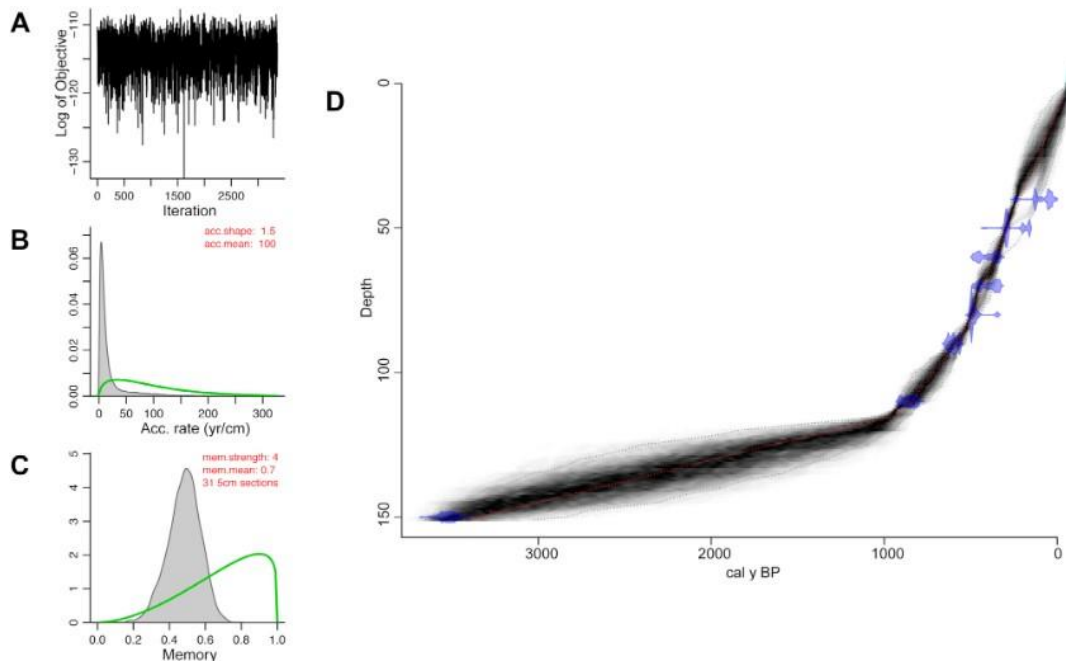 A
-110
-120
-130
Log of Objective
0 500 1500 2500
Iteration
B
acc.shape: 1.5
acc.mean: 100
0.06
0.04
0.02
0.00
0 50 100 150 200 250 300
Acc. rate (yr/cm)
C
mem.strength: 4
mem.mean: 0.7
31 5cm sections
5
4
3
2
1
0
0.0 0.2 0.4 0.6 0.8 1.0
Memory
D
0
50
100
150
Depth
3000 2000 1000 0
cal y BP